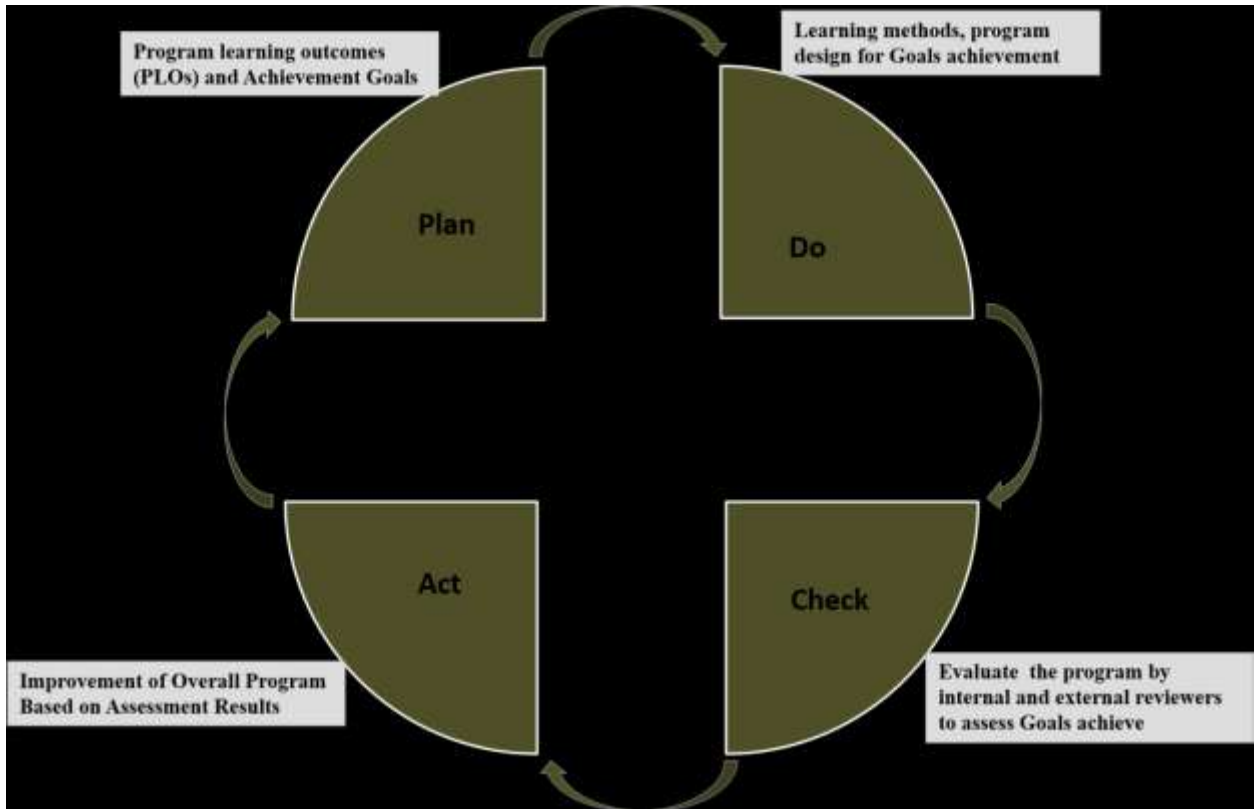 Program learning outcomes
(PLOs) and Achievement Goals
Learning methods, program
design for Goals achievement
Plan
Do
Act
Check
Improvement of Overall Program
Based on Assessment Results
Evaluate the program by
internal and external reviewers
to assess Goals achieve